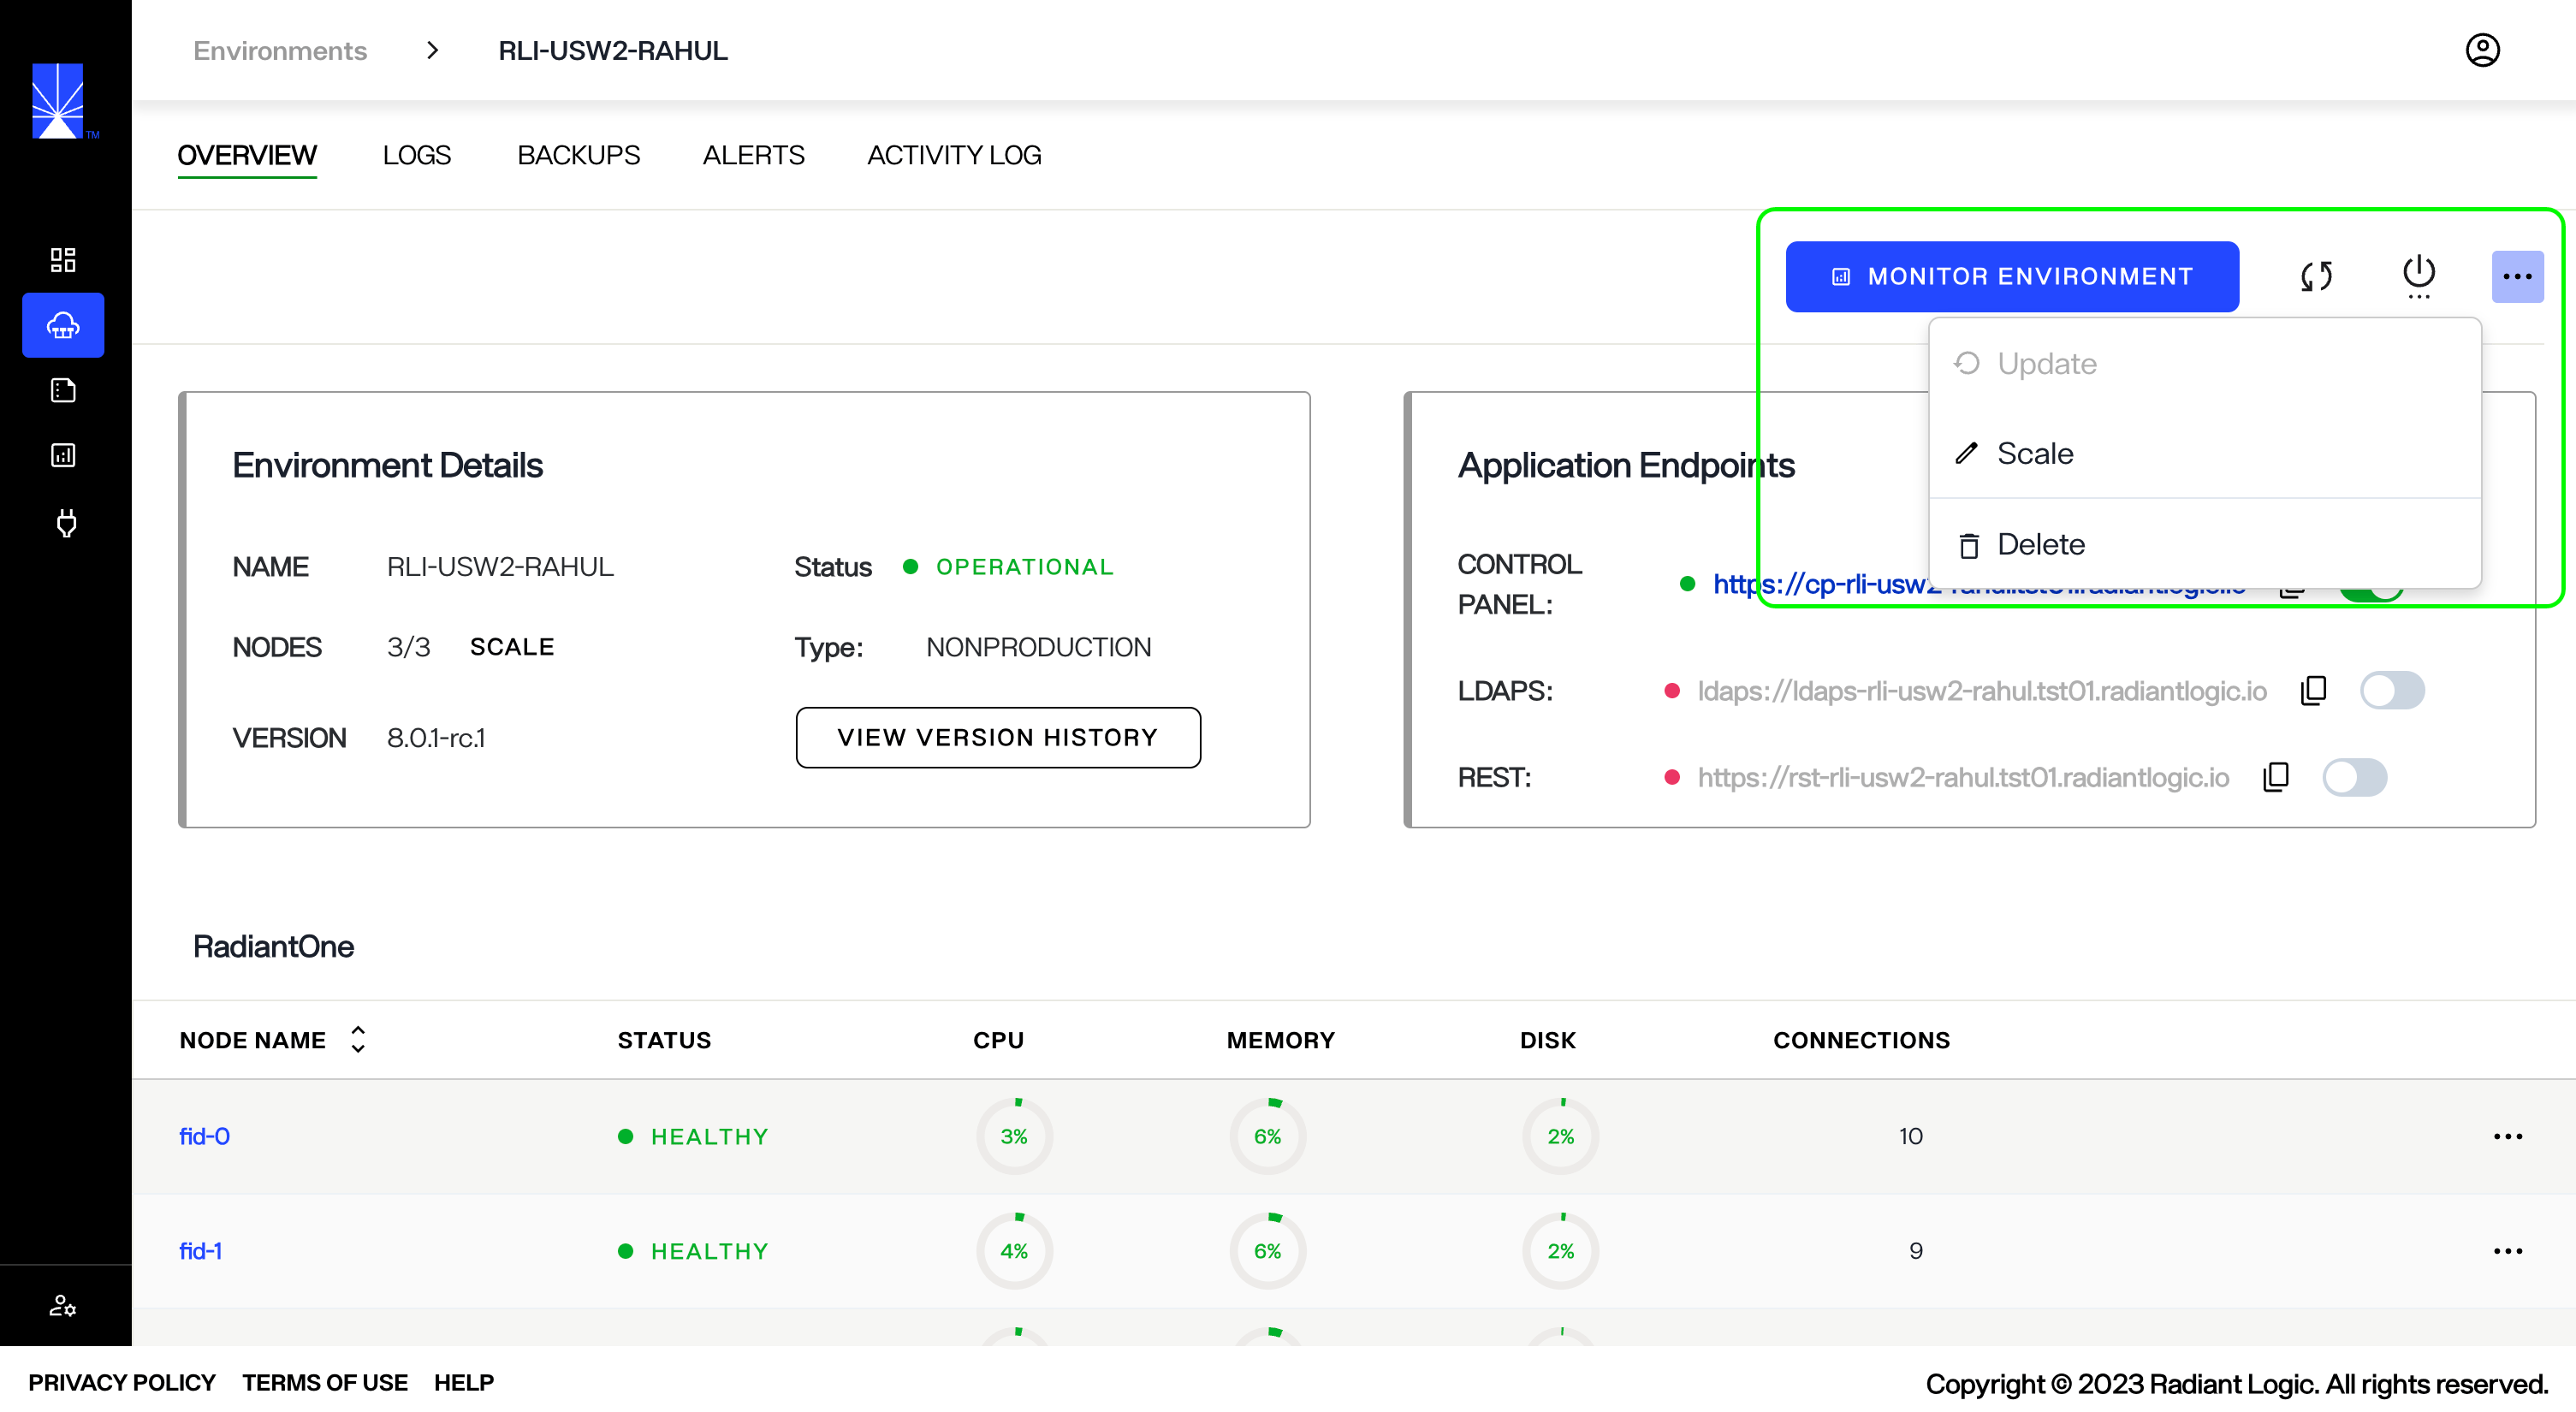 TM
Environments > RLI-USW2-RAHUL
OVERVIEW LOGS BACKUPS ALERTS ACTIVITY LOG
MONITOR ENVIRONMENT
Update
Scale
Delete
Environment Details
NAME RLI-USW2-RAHUL Status OPERATIONAL
NODES 3/3 SCALE Type: NONPRODUCTION
VERSION 8.0.1-rc.1 VIEW VERSION HISTORY
Application Endpoints
CONTROL PANEL: https://cp-rli-usw2-rahul.tst01.radiantlogic.io
LDAPS: ldaps://ldaps-rli-usw2-rahul.tst01.radiantlogic.io
REST: https://rst-rli-usw2-rahul.tst01.radiantlogic.io
RadiantOne
NODE NAME STATUS CPU MEMORY DISK CONNECTIONS
fid-0 HEALTHY 3% 6% 2% 10
fid-1 HEALTHY 4% 6% 2% 9
PRIVACY POLICY TERMS OF USE HELP Copyright © 2023 Radiant Logic. All rights reserved.